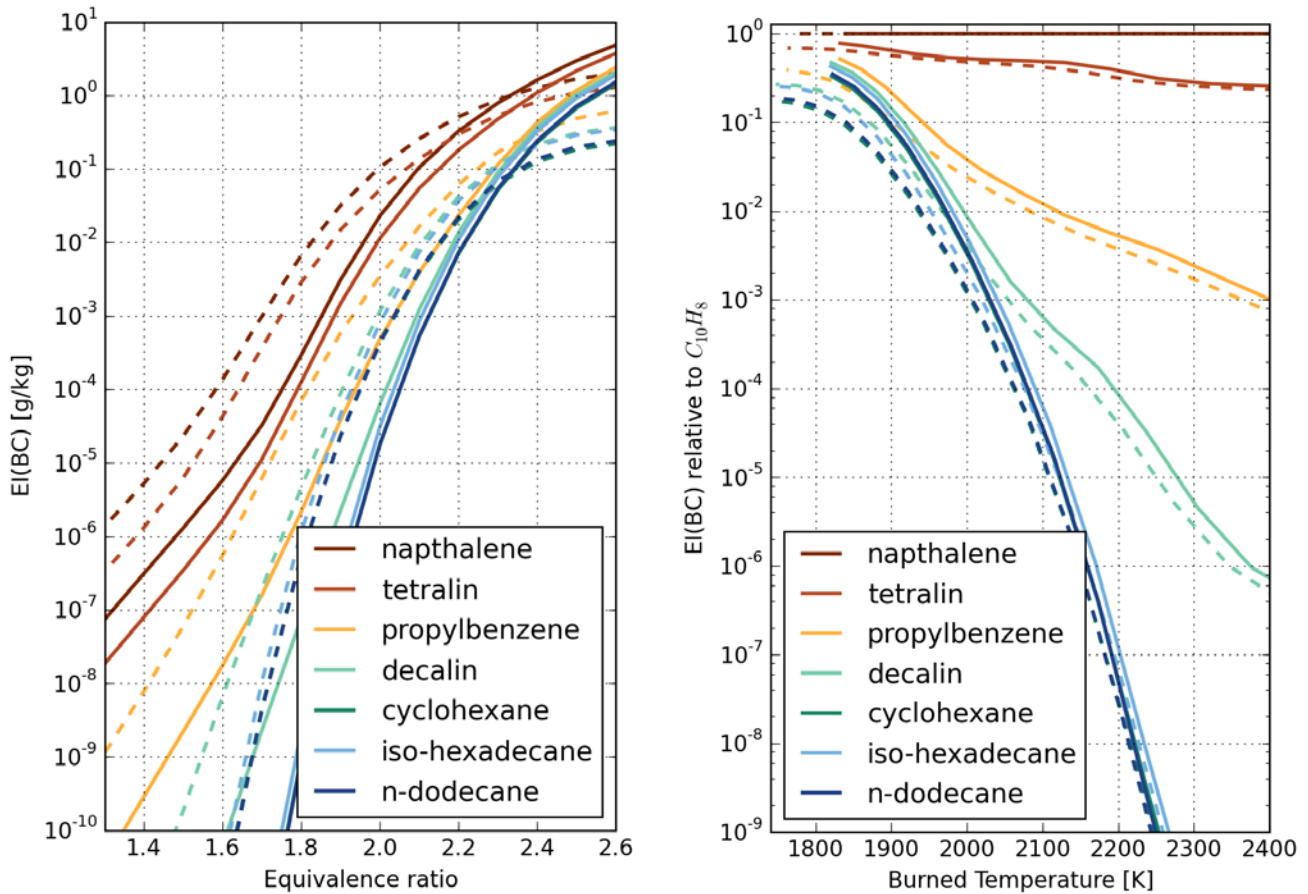 10^1
10^0
10^-1
10^-2
10^-3
10^-4
10^-5
10^-6
10^-7
10^-8
10^-9
10^-10
EI(BC) [g/kg]
1.4 1.6 1.8 2.0 2.2 2.4 2.6
Equivalence ratio
napthalene
tetralin
propylbenzene
decalin
cyclohexane
iso-hexadecane
n-dodecane
10^0
10^-1
10^-2
10^-3
10^-4
10^-5
10^-6
10^-7
10^-8
10^-9
EI(BC) relative to C_10H_8
1800 1900 2000 2100 2200 2300 2400
Burned Temperature [K]
napthalene
tetralin
propylbenzene
decalin
cyclohexane
iso-hexadecane
n-dodecane